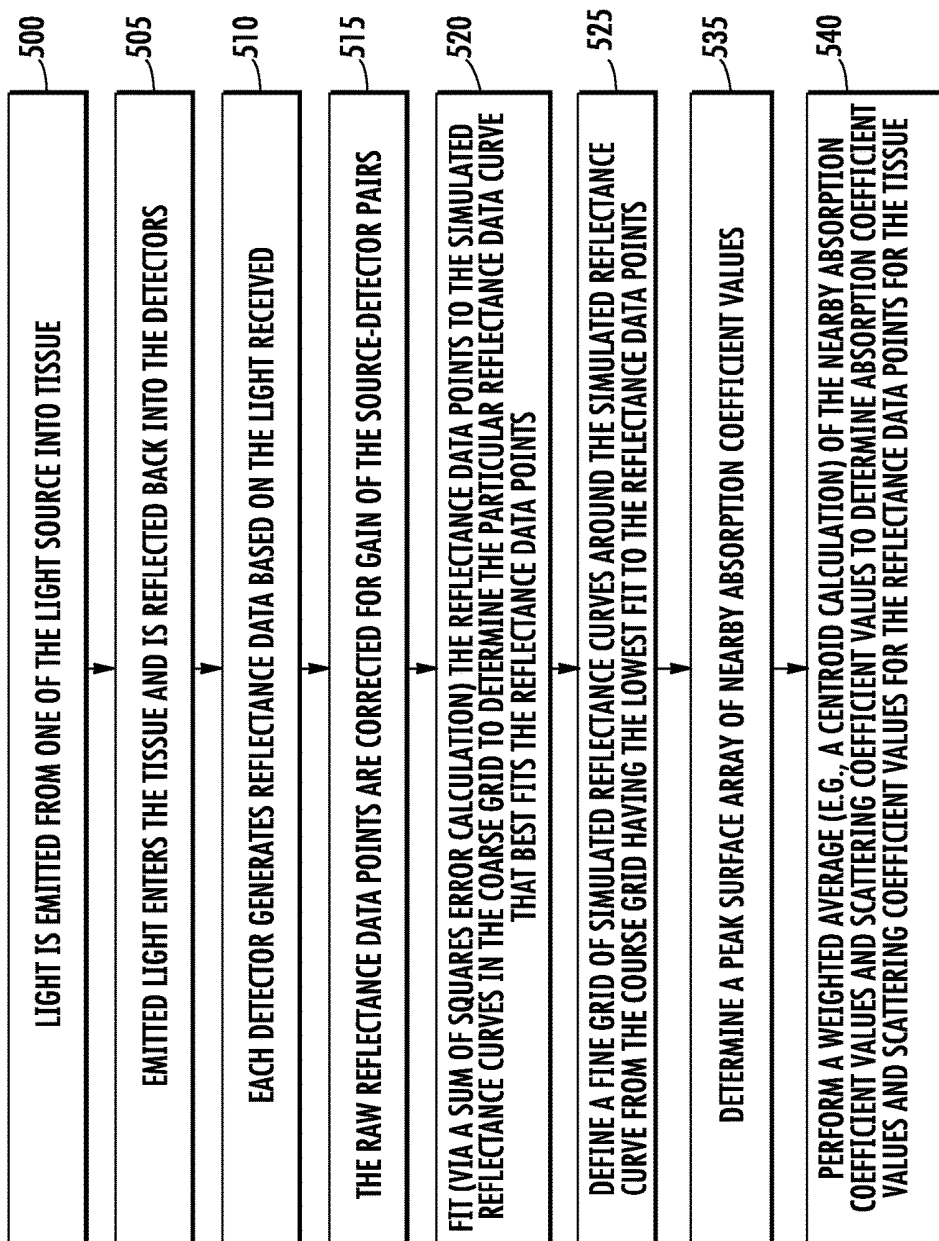 LIGHT IS EMITTED FROM ONE OF THE LIGHT SOURCE INTO TISSUE
500
EMITTED LIGHT ENTERS THE TISSUE AND IS REFLECTED BACK INTO THE DETECTORS
505
EACH DETECTOR GENERATES REFLECTANCE DATA BASED ON THE LIGHT RECEIVED
510
THE RAW REFLECTANCE DATA POINTS ARE CORRECTED FOR GAIN OF THE SOURCE-DETECTOR PAIRS
515
FIT (VIA A SUM OF SQUARES ERROR CALCULATION) THE REFLECTANCE DATA POINTS TO THE SIMULATED
REFLECTANCE CURVES IN THE COARSE GRID TO DETERMINE THE PARTICULAR REFLECTANCE DATA CURVE
THAT BEST FITS THE REFLECTANCE DATA POINTS
520
DEFINE A FINE GRID OF SIMULATED REFLECTANCE CURVES AROUND THE SIMULATED REFLECTANCE
CURVE FROM THE COURSE GRID HAVING THE LOWEST FIT TO THE REFLECTANCE DATA POINTS
525
DETERMINE A PEAK SURFACE ARRAY OF NEARBY ABSORPTION COEFFICIENT VALUES
535
PERFORM A WEIGHTED AVERAGE (E.G., A CENTROID CALCULATION) OF THE NEARBY ABSORPTION
COEFFICIENT VALUES AND SCATTERING COEFFICIENT VALUES TO DETERMINE ABSORPTION COEFFICIENT
VALUES AND SCATTERING COEFFICIENT VALUES FOR THE REFLECTANCE DATA POINTS FOR THE TISSUE
540